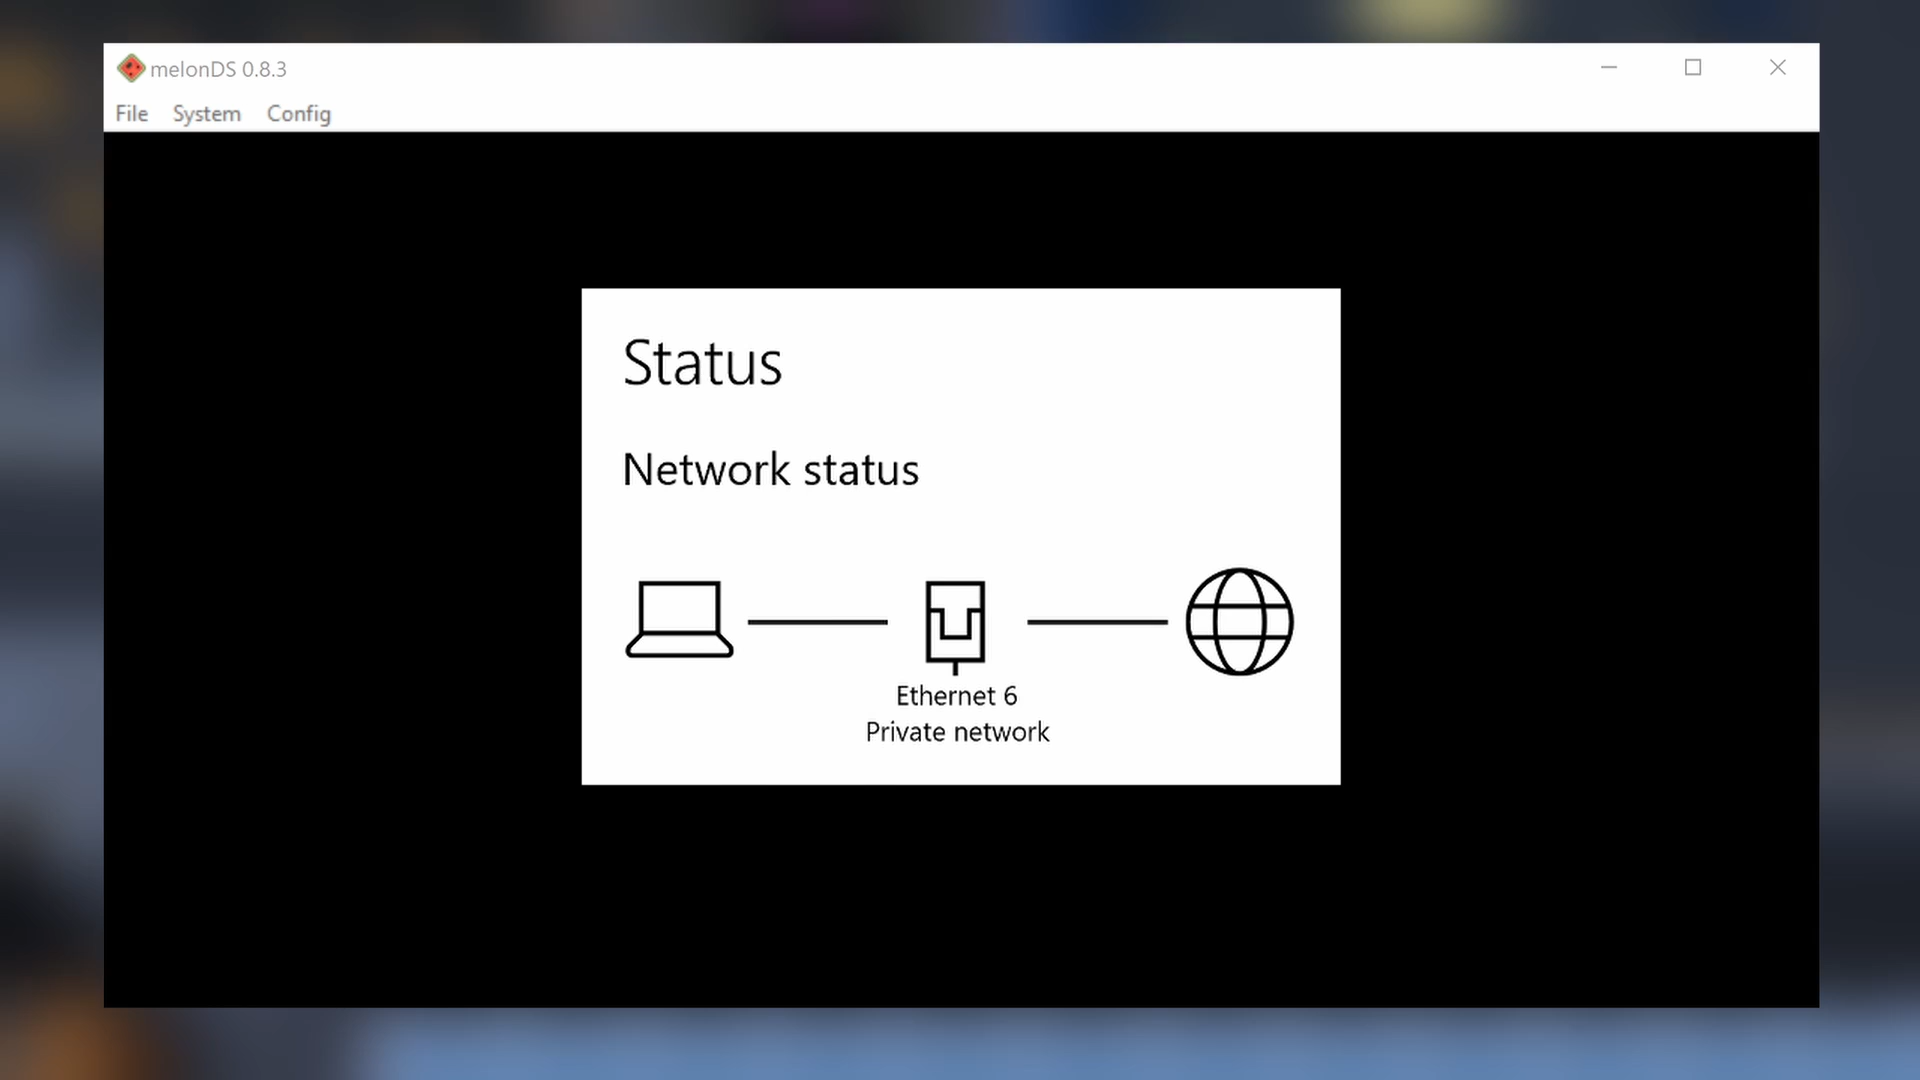 melonDS 0.8.3
File System Config
Status
Network status
Ethernet 6
Private network